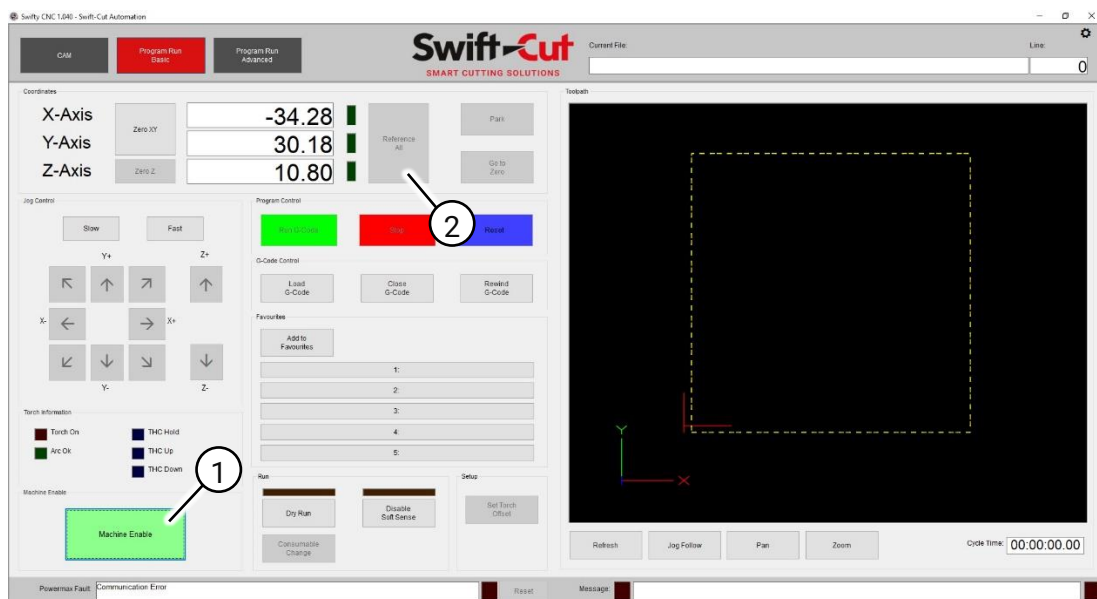 Swifty CNC 1.040 - Swift-Cut Automation
CAM
Program Run
Basic
Program Run
Advanced
Swift-Cut
SMART CUTTING SOLUTIONS
Current File:
Line:
0
Coordinates
X-Axis
Y-Axis
Z-Axis
Zero XY
Zero Z
-34.28
30.18
10.80
Reference
All
Park
Go to
Zero
2
Jog Control
Slow
Fast
Y+
Z+
X-
X+
Y-
Z-
Program Control
Run G-Code
Stop
Reset
G-Code Control
Load
G-Code
Close
G-Code
Rewind
G-Code
Favourites
Add to
Favourites
1:
2:
3:
4:
5:
Torch Information
Torch On
Arc Ok
THC Hold
THC Up
THC Down
1
Machine Enable
Machine Enable
Run
Dry Run
Disable
Soft Sense
Consumable
Change
Setup
Set Torch
Offset
Toolpath
Y
X
Refresh
Jog Follow
Pan
Zoom
Cycle Time:
00:00:00.00
Powermax Fault:
Communication Error
Reset
Message: